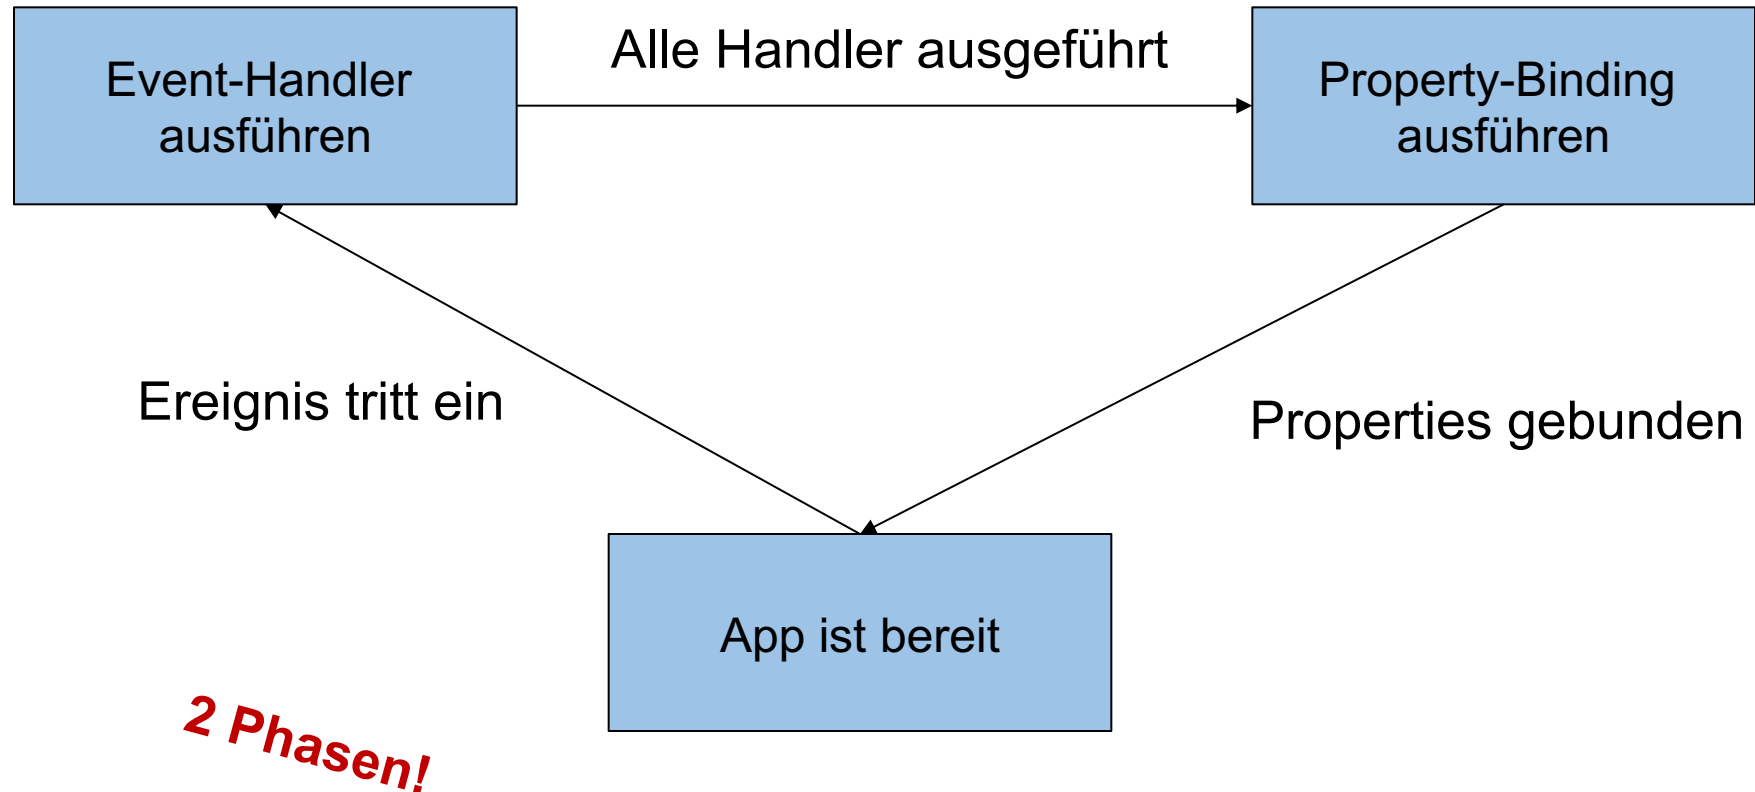 Event-Handler
ausführen
Alle Handler ausgeführt
Property-Binding
ausführen
Ereignis tritt ein
Properties gebunden
App ist bereit
2 Phasen!